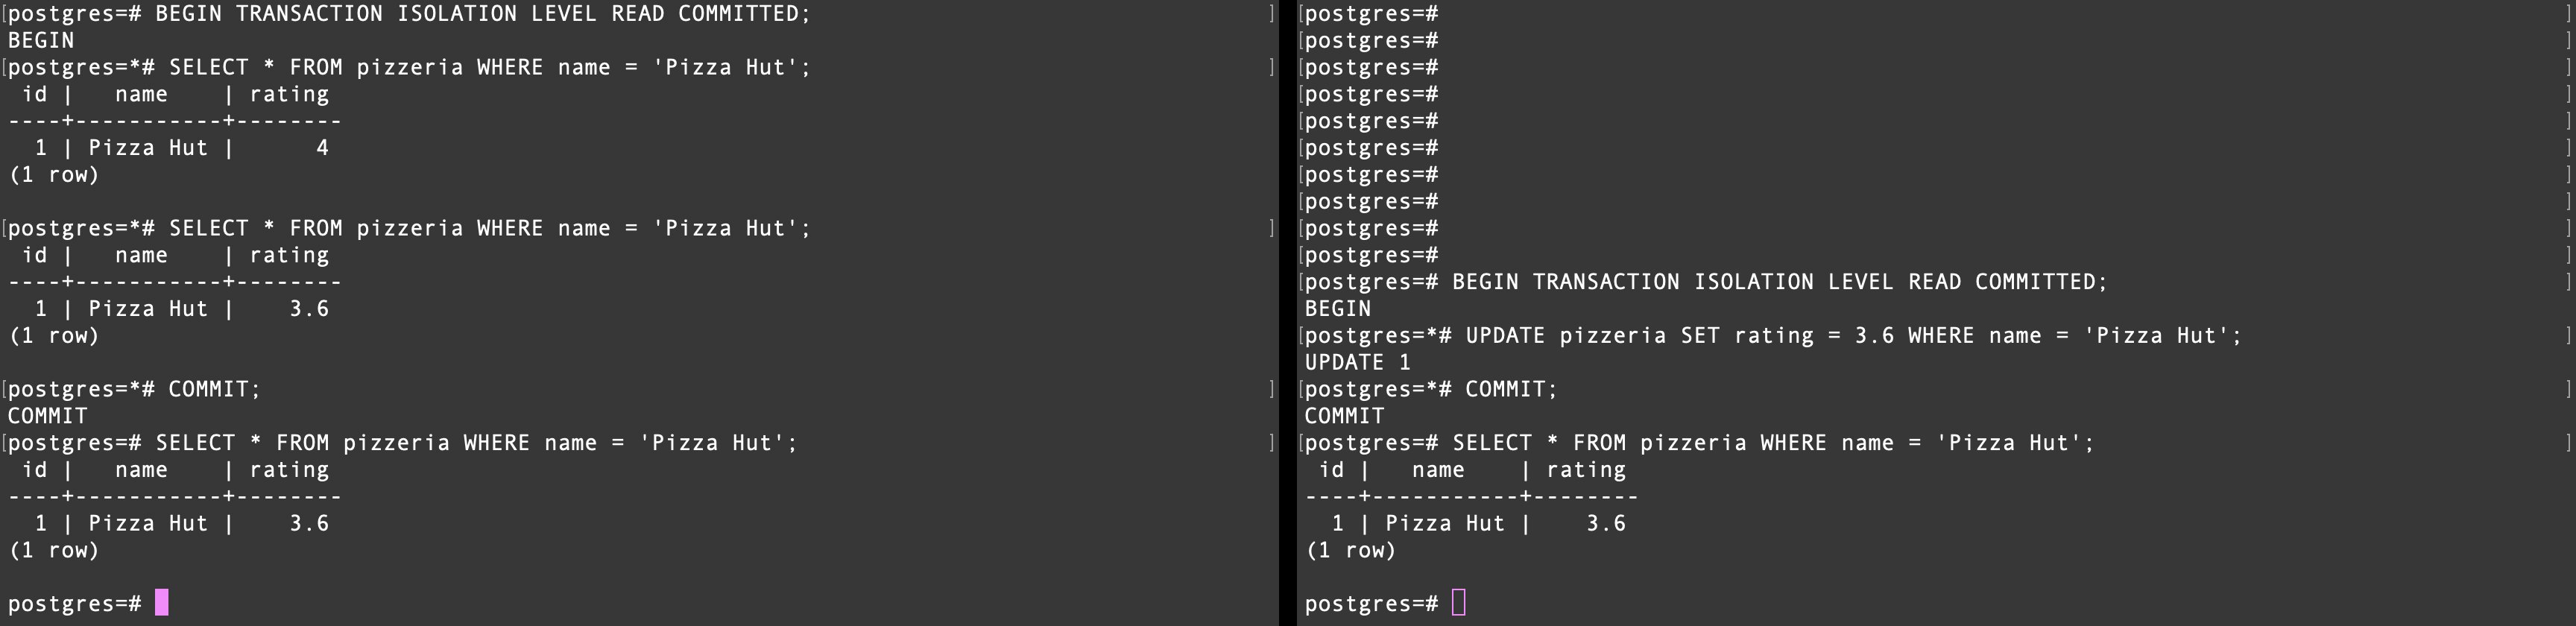 [postgres=# BEGIN TRANSACTION ISOLATION LEVEL READ COMMITTED; ]
BEGIN
[postgres=*# SELECT * FROM pizzeria WHERE name = 'Pizza Hut'; ]
 id |   name    | rating
----+-----------+--------
  1 | Pizza Hut |      4
(1 row)

[postgres=*# SELECT * FROM pizzeria WHERE name = 'Pizza Hut'; ]
 id |   name    | rating
----+-----------+--------
  1 | Pizza Hut |    3.6
(1 row)

[postgres=*# COMMIT; ]
COMMIT
[postgres=# SELECT * FROM pizzeria WHERE name = 'Pizza Hut'; ]
 id |   name    | rating
----+-----------+--------
  1 | Pizza Hut |    3.6
(1 row)

postgres=#
[postgres=# ]
[postgres=# ]
[postgres=# ]
[postgres=# ]
[postgres=# ]
[postgres=# ]
[postgres=# ]
[postgres=# ]
[postgres=# ]
[postgres=# ]
[postgres=# BEGIN TRANSACTION ISOLATION LEVEL READ COMMITTED; ]
BEGIN
[postgres=*# UPDATE pizzeria SET rating = 3.6 WHERE name = 'Pizza Hut'; ]
UPDATE 1
[postgres=*# COMMIT; ]
COMMIT
[postgres=# SELECT * FROM pizzeria WHERE name = 'Pizza Hut'; ]
 id |   name    | rating
----+-----------+--------
  1 | Pizza Hut |    3.6
(1 row)

postgres=#